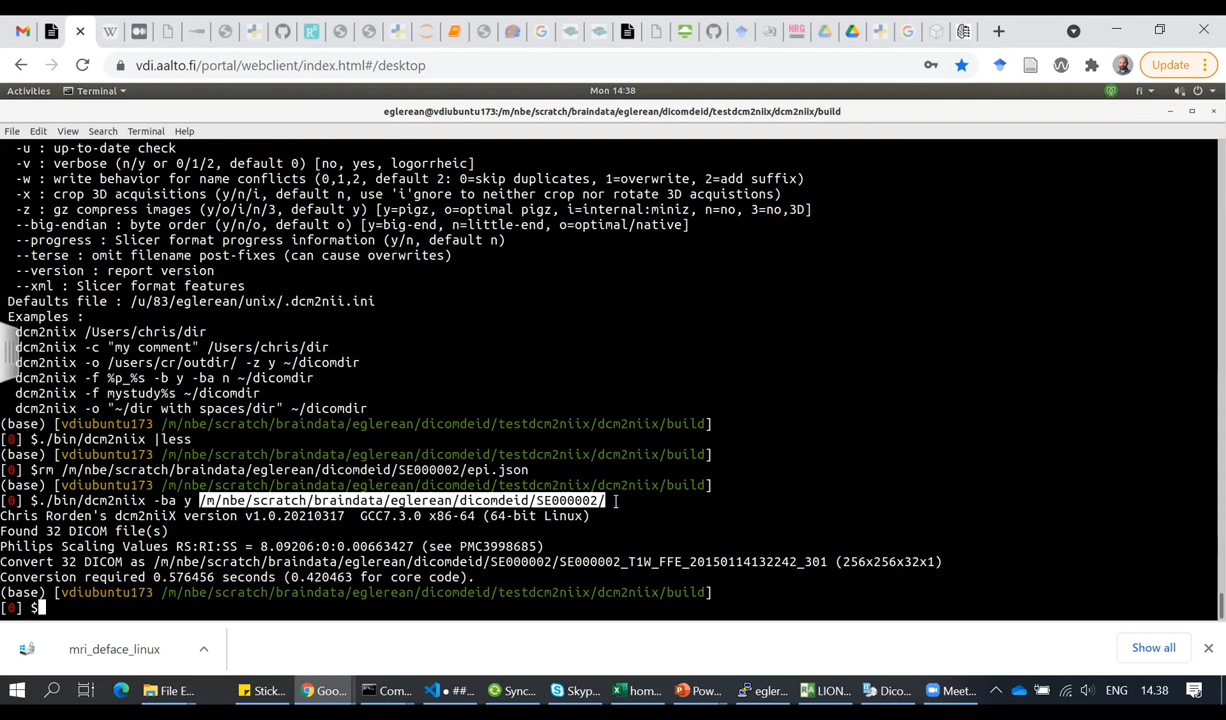 vdi.aalto.fi/portal/webclient/index.html#/desktop
Update
Activities
Terminal
Mon 14:38
fi
eglerean@vdiubuntu173:/m/nbe/scratch/braindata/eglerean/dicomdeid/testdcm2niix/dcm2niix/build
File Edit View Search Terminal Help
-u : up-to-date check
-v : verbose (n/y or 0/1/2, default 0) [no, yes, logorrheic]
-w : write behavior for name conflicts (0,1,2, default 2: 0=skip duplicates, 1=overwrite, 2=add suffix)
-x : crop 3D acquisitions (y/n/i, default n, use 'i'gnore to neither crop nor rotate 3D acquistions)
-z : gz compress images (y/o/i/n/3, default y) [y=pigz, o=optimal pigz, i=internal:miniz, n=no, 3=no,3D]
--big-endian : byte order (y/n/o, default o) [y=big-end, n=little-end, o=optimal/native]
--progress : Slicer format progress information (y/n, default n)
--terse : omit filename post-fixes (can cause overwrites)
--version : report version
--xml : Slicer format features
Defaults file : /u/83/eglerean/unix/.dcm2nii.ini
Examples :
dcm2niix /Users/chris/dir
dcm2niix -c "my comment" /Users/chris/dir
dcm2niix -o /users/cr/outdir/ -z y ~/dicomdir
dcm2niix -f %p_%s -b y -ba n ~/dicomdir
dcm2niix -f mystudy%s ~/dicomdir
dcm2niix -o "~/dir with spaces/dir" ~/dicomdir
(base) [vdiubuntu173 /m/nbe/scratch/braindata/eglerean/dicomdeid/testdcm2niix/dcm2niix/build]
[0] $./bin/dcm2niix |less
(base) [vdiubuntu173 /m/nbe/scratch/braindata/eglerean/dicomdeid/testdcm2niix/dcm2niix/build]
[0] $rm /m/nbe/scratch/braindata/eglerean/dicomdeid/SE000002/epi.json
(base) [vdiubuntu173 /m/nbe/scratch/braindata/eglerean/dicomdeid/testdcm2niix/dcm2niix/build]
[0] $./bin/dcm2niix -ba y /m/nbe/scratch/braindata/eglerean/dicomdeid/SE000002/
Chris Rorden's dcm2niiX version v1.0.20210317 GCC7.3.0 x86-64 (64-bit Linux)
Found 32 DICOM file(s)
Philips Scaling Values RS:RI:SS = 8.09206:0:0.00663427 (see PMC3998685)
Convert 32 DICOM as /m/nbe/scratch/braindata/eglerean/dicomdeid/SE000002/SE000002_T1W_FFE_20150114132242_301 (256x256x32x1)
Conversion required 0.576456 seconds (0.420463 for core code).
(base) [vdiubuntu173 /m/nbe/scratch/braindata/eglerean/dicomdeid/testdcm2niix/dcm2niix/build]
[0] $
mri_deface_linux
Show all
File E... Stick... Goo... Com... ##... Sync... Skyp... hom... Pow... egler... LION... Dico... Meet... ENG 14.38